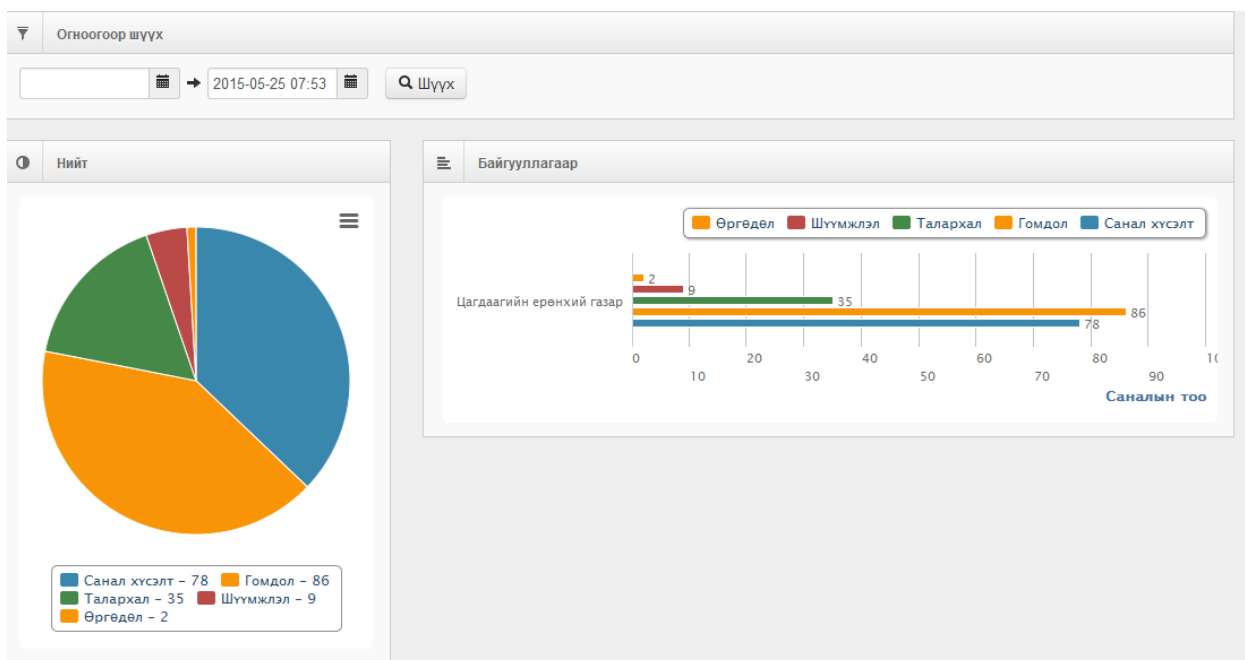 Огноогоор шүүх
2015-05-25 07:53 Шүүх
Нийт
Санал хүсэлт – 78 Гомдол – 86
Талархал – 35 Шүүмжлэл – 9
Өргөдөл – 2
Байгууллагаар
Өргөдөл Шүүмжлэл Талархал Гомдол Санал хүсэлт
Цагдаагийн ерөнхий газар
2
9
35
86
78
0 20 40 60 80
10 30 50 70 90
Саналын тоо